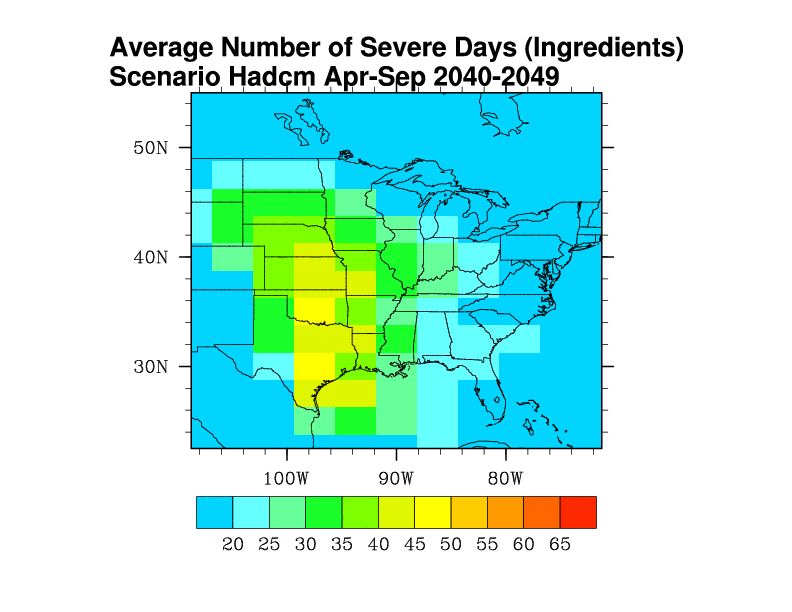 Average Number of Severe Days (Ingredients)
Scenario Hadcm Apr-Sep 2040-2049
50N
40N
30N
100W 90W 80W
20 25 30 35 40 45 50 55 60 65